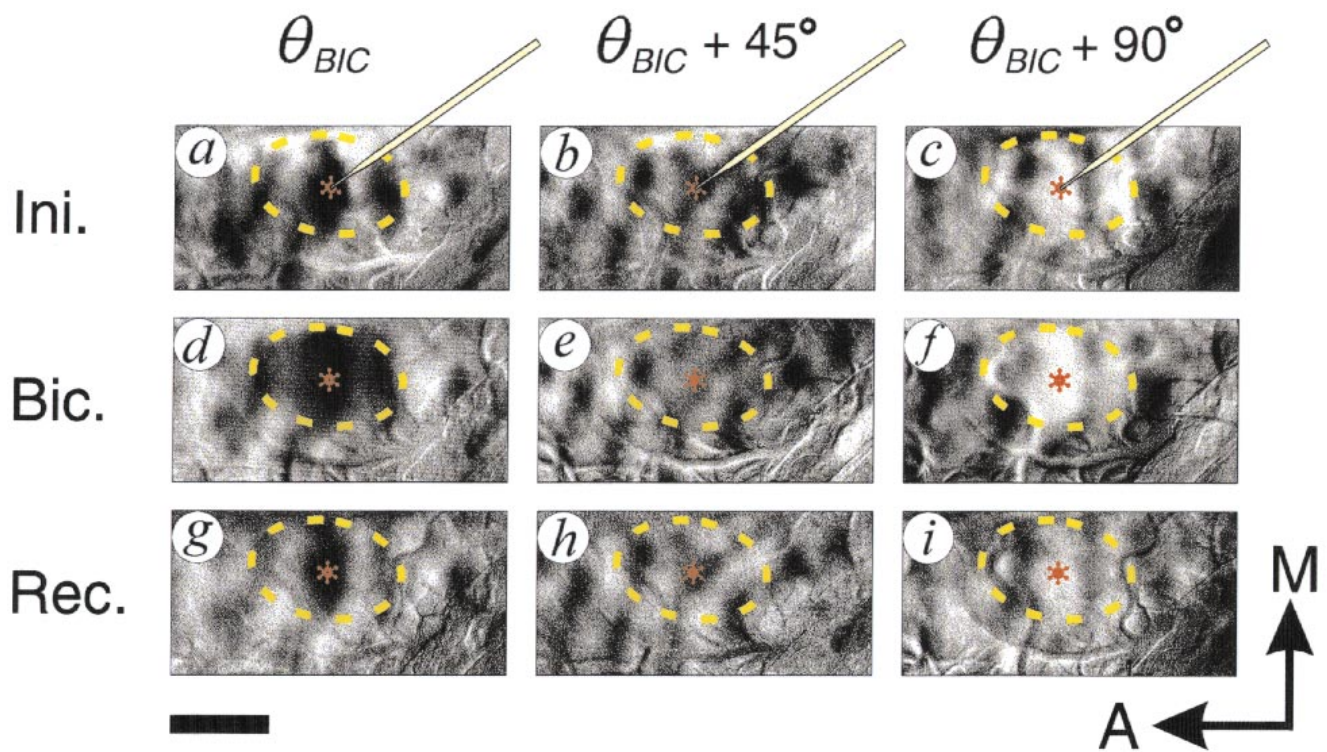 θBIC θBIC + 45° θBIC + 90°
Ini. a b c
Bic. d e f
Rec. g h i
M
A